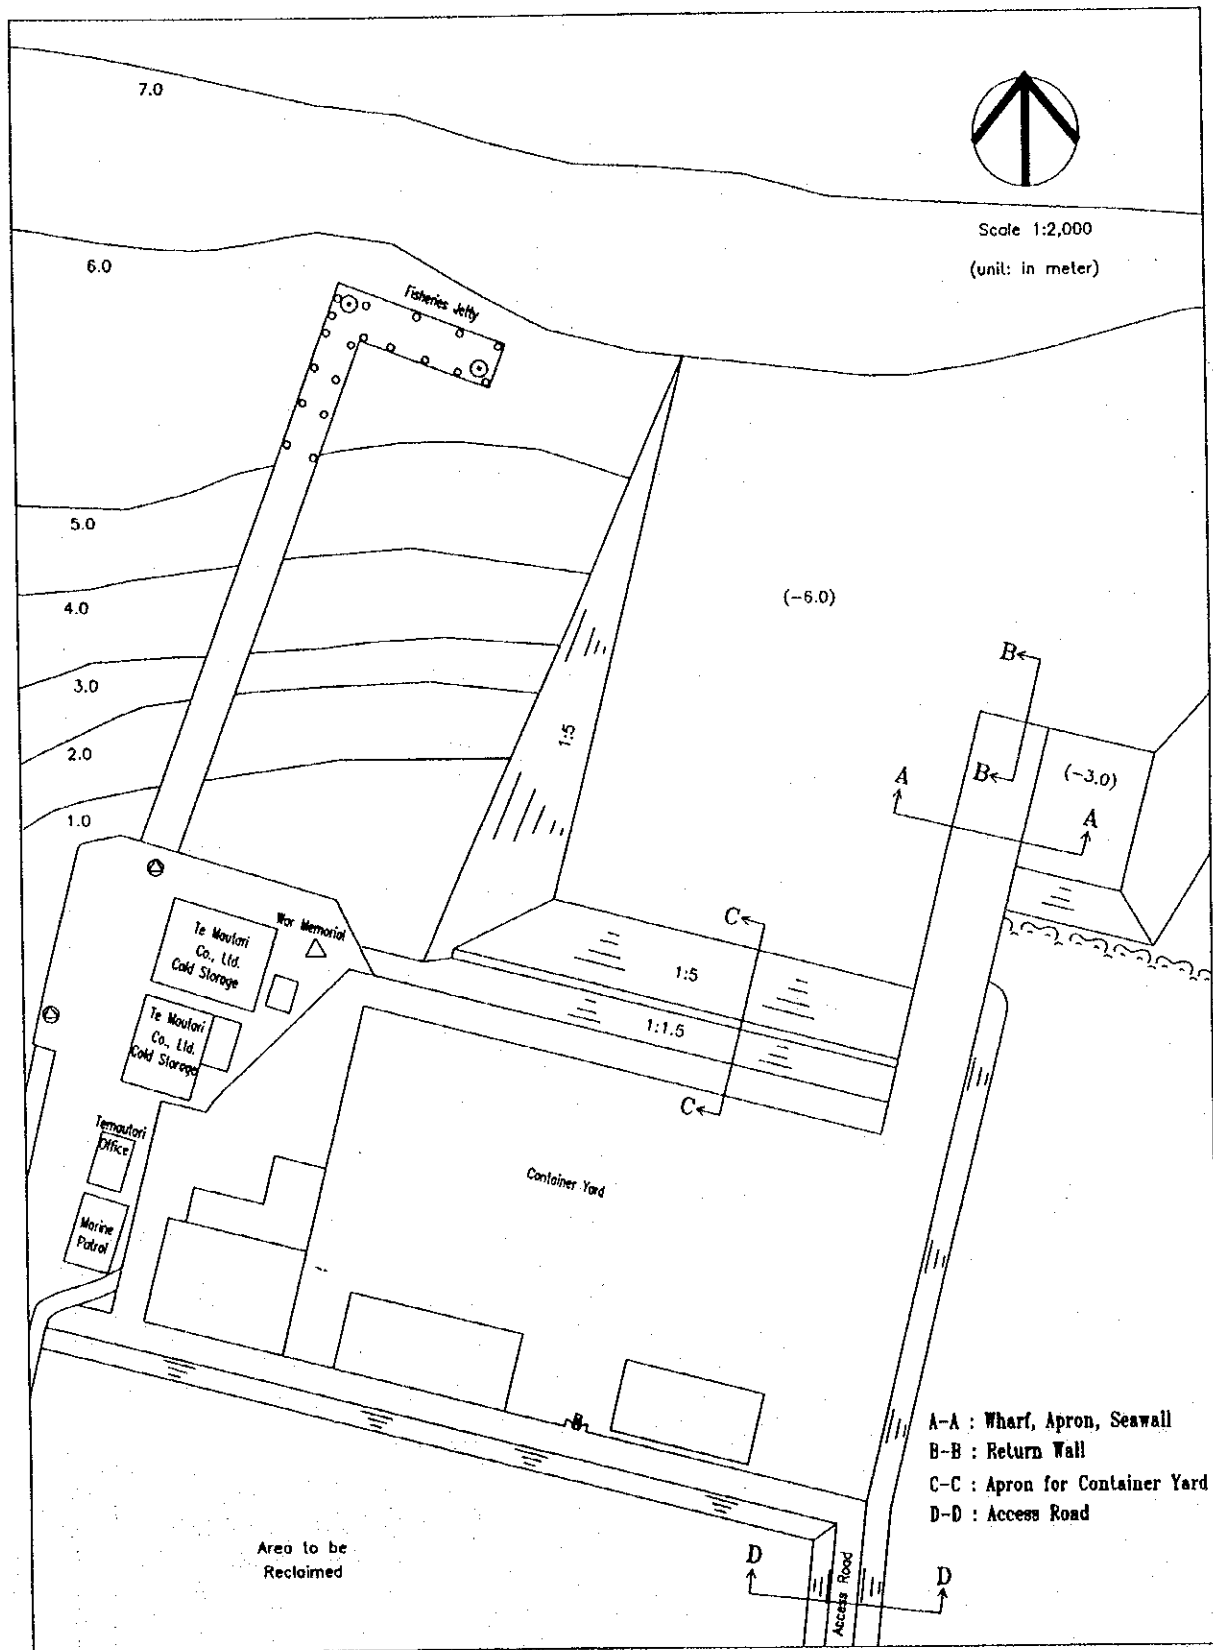 7.0
Scale 1:2,000
(unit: in meter)
6.0
Fisheries Jetty
5.0
(-6.0)
4.0
B
3.0
1:5
2.0
A
B
(-3.0)
1.0
A
C
War Memorial
Te Mautari
Co., Ltd.
Cold Storage
1:5
Te Mautari
Co., Ltd.
Cold Storage
1:1.5
C
Temautari
Office
Container Yard
Marine
Patrol
A-A : Wharf, Apron, Seawall
B-B : Return Wall
C-C : Apron for Container Yard
D-D : Access Road
Area to be
Reclaimed
D
Access Road
D